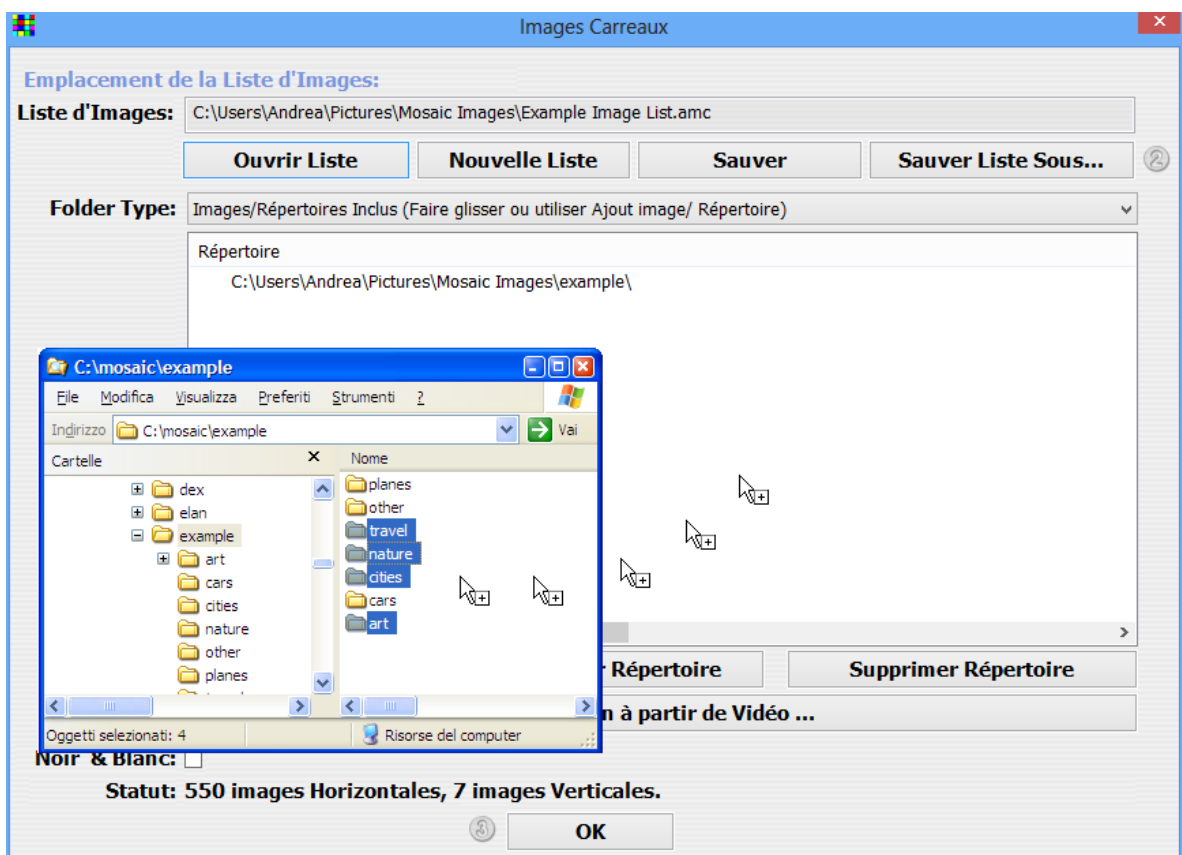 Images Carreaux
Emplacement de la Liste d'Images:
Liste d'Images: C:\Users\Andrea\Pictures\Mosaic Images\Example Image List.amc
Ouvrir Liste Nouvelle Liste Sauver Sauver Liste Sous... 2
Folder Type: Images/Répertoires Inclus (Faire glisser ou utiliser Ajout image/ Répertoire)
Répertoire
C:\Users\Andrea\Pictures\Mosaic Images\example\
C:\mosaic\example
File Modifica Visualizza Preferiti Strumenti ?
Indirizzo C:\mosaic\example Vai
Cartelle
dex
elan
example
art
cars
cities
nature
other
planes
Nome
planes
other
travel
nature
cities
cars
art
Oggetti selezionati: 4 Risorse del computer
Répertoire Supprimer Répertoire
n à partir de Vidéo ...
Noir & Blanc:
Statut: 550 images Horizontales, 7 images Verticales.
3 OK